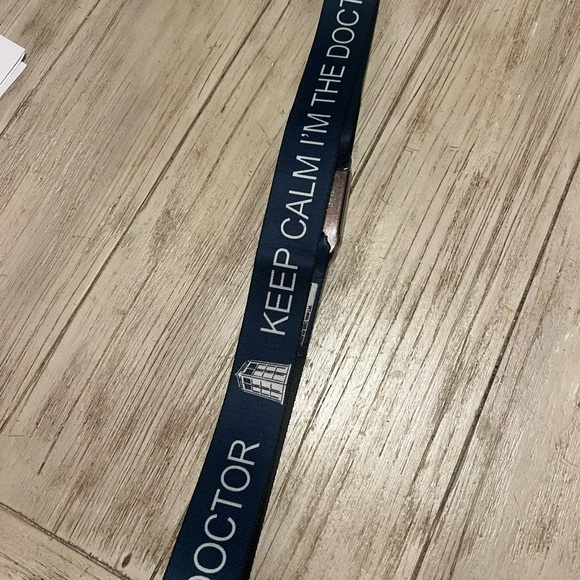 KEEP CALM I'M THE DOCT
DOCTOR